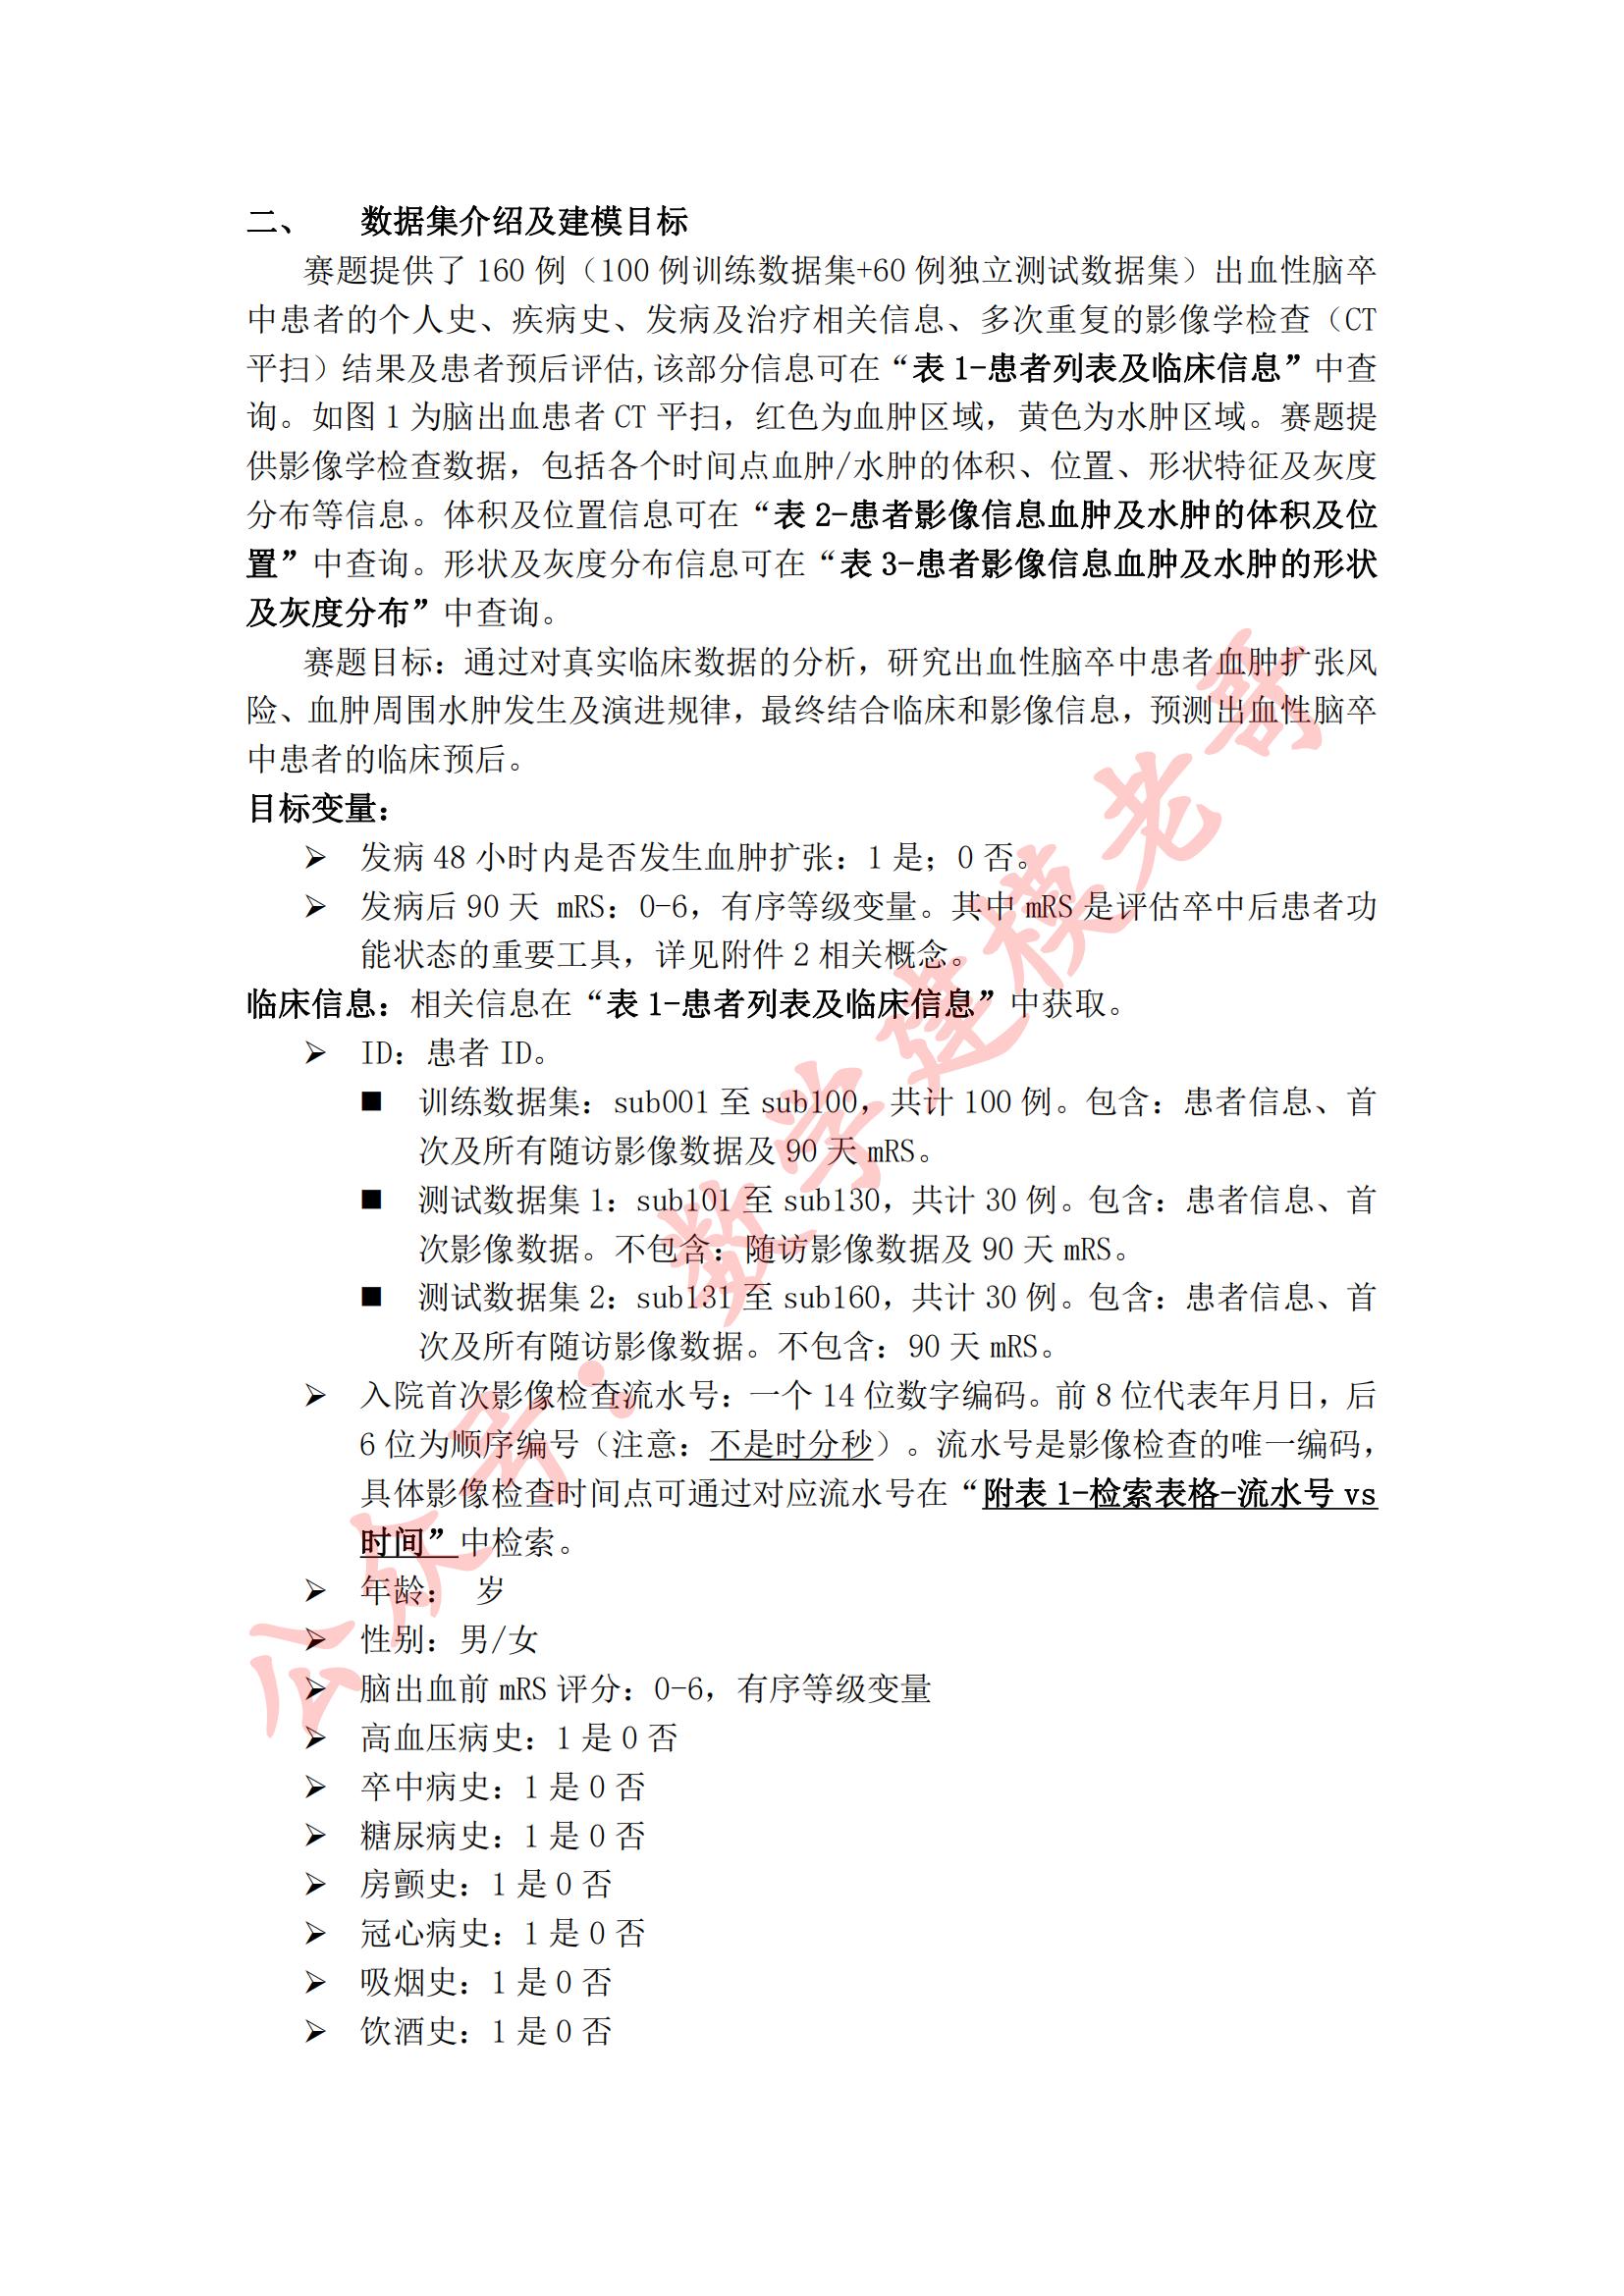 二、 数据集介绍及建模目标
赛题提供了 160 例（100 例训练数据集+60 例独立测试数据集）出血性脑卒
中患者的个人史、疾病史、发病及治疗相关信息、多次重复的影像学检查（CT
平扫）结果及患者预后评估,该部分信息可在“表 1-患者列表及临床信息”中查
询。如图 1 为脑出血患者 CT 平扫，红色为血肿区域，黄色为水肿区域。赛题提
供影像学检查数据，包括各个时间点血肿/水肿的体积、位置、形状特征及灰度
分布等信息。体积及位置信息可在“表 2-患者影像信息血肿及水肿的体积及位
置”中查询。形状及灰度分布信息可在“表 3-患者影像信息血肿及水肿的形状
及灰度分布”中查询。
赛题目标：通过对真实临床数据的分析，研究出血性脑卒中患者血肿扩张风
险、血肿周围水肿发生及演进规律，最终结合临床和影像信息，预测出血性脑卒
中患者的临床预后。
目标变量：
➢ 发病 48 小时内是否发生血肿扩张：1 是；0 否。
➢ 发病后 90 天 mRS：0-6，有序等级变量。其中 mRS 是评估卒中后患者功
能状态的重要工具，详见附件 2 相关概念。
临床信息：相关信息在“表 1-患者列表及临床信息”中获取。
➢ ID：患者 ID。
■ 训练数据集：sub001 至 sub100，共计 100 例。包含：患者信息、首
次及所有随访影像数据及 90 天 mRS。
■ 测试数据集 1：sub101 至 sub130，共计 30 例。包含：患者信息、首
次影像数据。不包含：随访影像数据及 90 天 mRS。
■ 测试数据集 2：sub131 至 sub160，共计 30 例。包含：患者信息、首
次及所有随访影像数据。不包含：90 天 mRS。
➢ 入院首次影像检查流水号：一个 14 位数字编码。前 8 位代表年月日，后
6 位为顺序编号（注意：不是时分秒）。流水号是影像检查的唯一编码，
具体影像检查时间点可通过对应流水号在“附表 1-检索表格-流水号 vs
时间”中检索。
➢ 年龄： 岁
➢ 性别：男/女
➢ 脑出血前 mRS 评分：0-6，有序等级变量
➢ 高血压病史：1 是 0 否
➢ 卒中病史：1 是 0 否
➢ 糖尿病史：1 是 0 否
➢ 房颤史：1 是 0 否
➢ 冠心病史：1 是 0 否
➢ 吸烟史：1 是 0 否
➢ 饮酒史：1 是 0 否
公众号：数学建模老哥